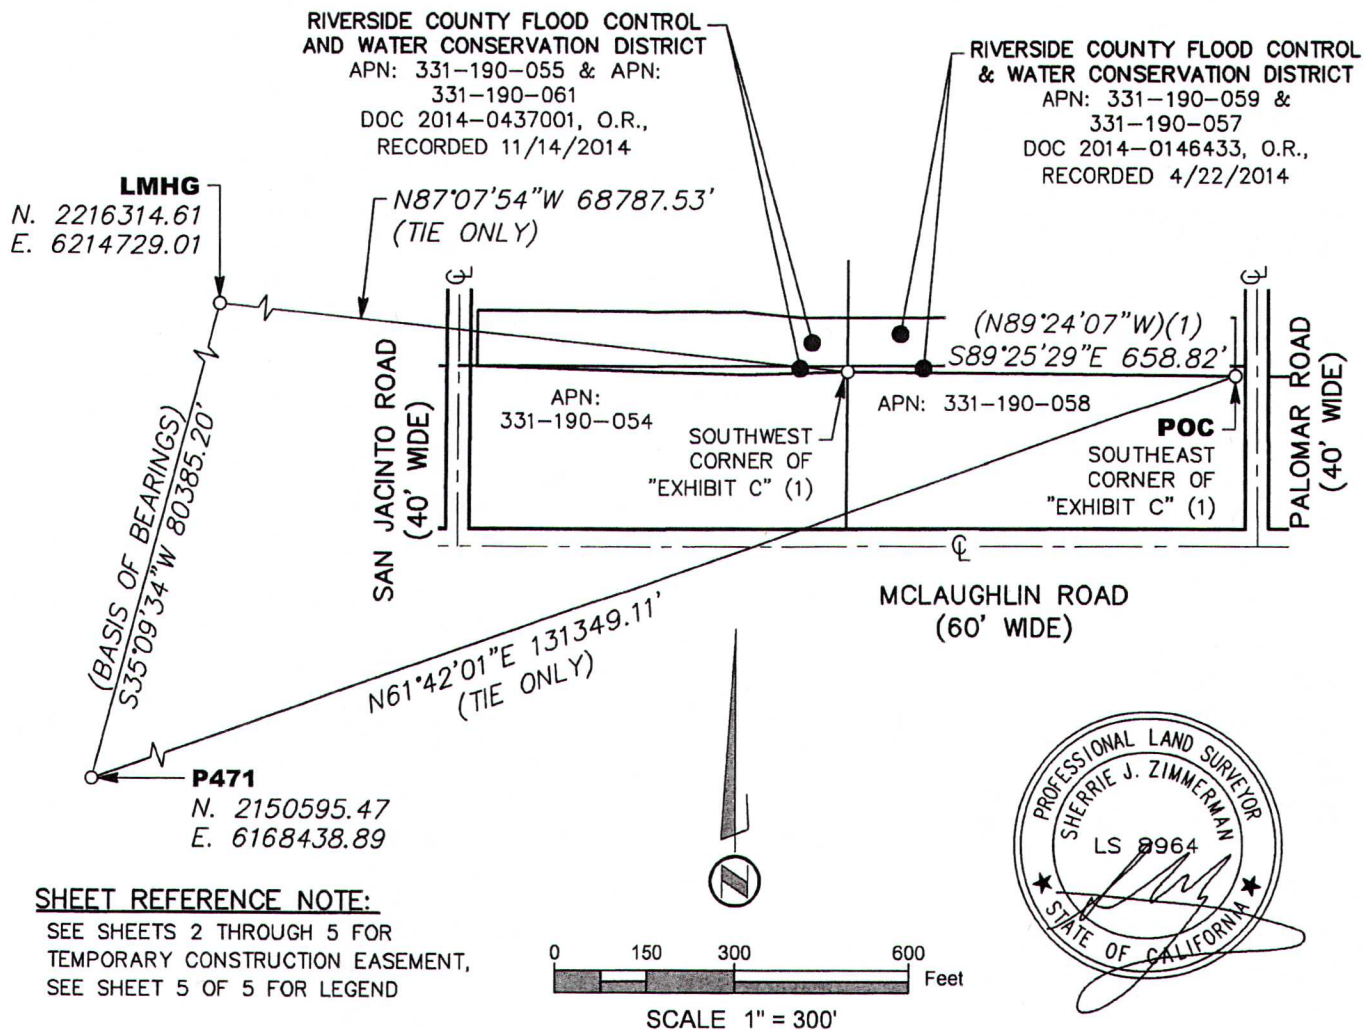 RIVERSIDE COUNTY FLOOD CONTROL
AND WATER CONSERVATION DISTRICT
APN: 331-190-055 & APN:
331-190-061
DOC 2014-0437001, O.R.,
RECORDED 11/14/2014
RIVERSIDE COUNTY FLOOD CONTROL
& WATER CONSERVATION DISTRICT
APN: 331-190-059 &
331-190-057
DOC 2014-0146433, O.R.,
RECORDED 4/22/2014
LMHG
N. 2216314.61
E. 6214729.01
N87°07'54"W 68787.53'
(TIE ONLY)
(N89°24'07"W)(1)
S89°25'29"E 658.82'
SAN JACINTO ROAD
(40' WIDE)
APN:
331-190-054
SOUTHWEST
CORNER OF
"EXHIBIT C" (1)
APN: 331-190-058
POC
SOUTHEAST
CORNER OF
"EXHIBIT C" (1)
PALOMAR ROAD
(40' WIDE)
(BASIS OF BEARINGS)
S35°09'34"W 80385.20'
N61°42'01"E 131349.11'
(TIE ONLY)
MCLAUGHLIN ROAD
(60' WIDE)
P471
N. 2150595.47
E. 6168438.89
N
SHEET REFERENCE NOTE:
SEE SHEETS 2 THROUGH 5 FOR
TEMPORARY CONSTRUCTION EASEMENT,
SEE SHEET 5 OF 5 FOR LEGEND
0 150 300 600
Feet
SCALE 1" = 300'
PROFESSIONAL LAND SURVEYOR
SHERRIE J. ZIMMERMAN
LS 8964
STATE OF CALIFORNIA